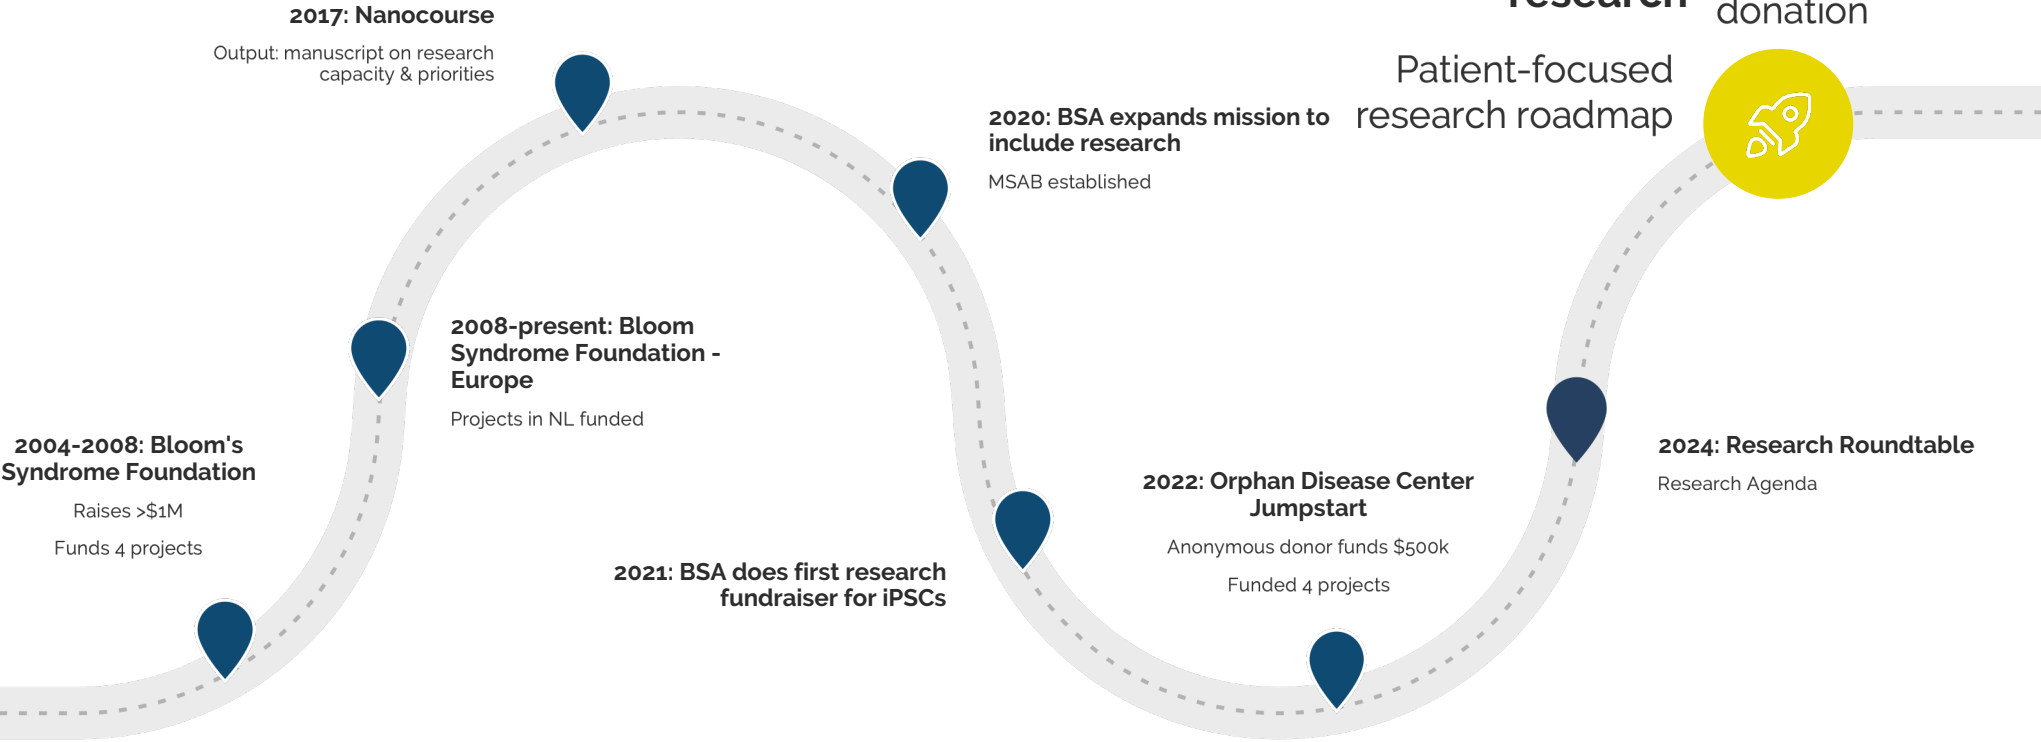 2017: Nanocourse
Output: manuscript on research
capacity & priorities
research
donation
Patient-focused
research roadmap
2020: BSA expands mission to
include research
MSAB established
2008-present: Bloom
Syndrome Foundation -
Europe
Projects in NL funded
2004-2008: Bloom's
Syndrome Foundation
Raises >$1M
Funds 4 projects
2021: BSA does first research
fundraiser for iPSCs
2022: Orphan Disease Center
Jumpstart
Anonymous donor funds $500k
Funded 4 projects
2024: Research Roundtable
Research Agenda